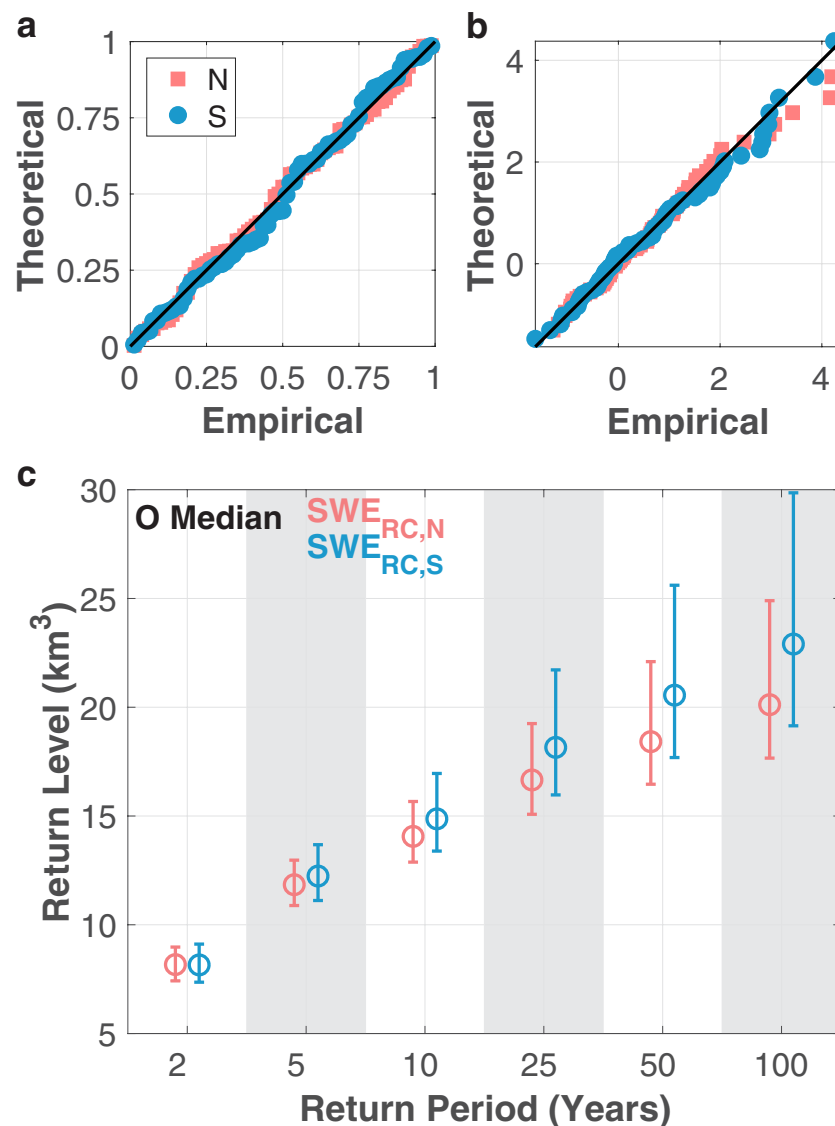 a
1
0.75
0.5
0.25
0
0 0.25 0.5 0.75 1
Theoretical
Empirical
N
S
b
4
2
0
0 2 4
Theoretical
Empirical
c
30
25
20
15
10
5
O Median
SWE_RC,N
SWE_RC,S
Return Level (km³)
2 5 10 25 50 100
Return Period (Years)